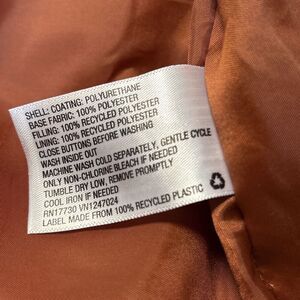 SHELL: COATING: POLYURETHANE
BASE FABRIC: 100% POLYESTER
FILLING: 100% RECYCLED POLYESTER
LINING: 100% RECYCLED POLYESTER
CLOSE BUTTONS BEFORE WASHING
WASH INSIDE OUT
MACHINE WASH COLD SEPARATELY, GENTLE CYCLE
ONLY NON-CHLORINE BLEACH IF NEEDED
TUMBLE DRY LOW, REMOVE PROMPTLY
COOL IRON IF NEEDED
RN17730 VN1247024
LABEL MADE FROM 100% RECYCLED PLASTIC